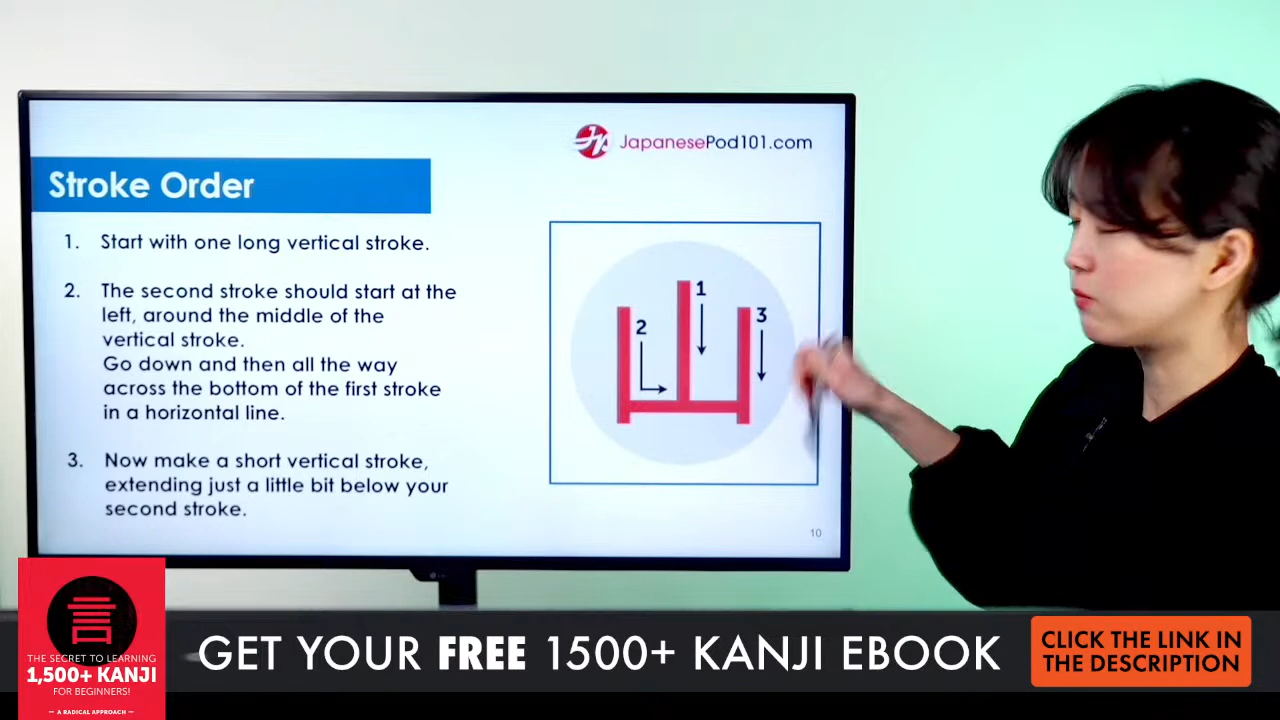 JapanesePod101.com
Stroke Order
1. Start with one long vertical stroke.
2. The second stroke should start at the
left, around the middle of the
vertical stroke.
Go down and then all the way
across the bottom of the first stroke
in a horizontal line.
3. Now make a short vertical stroke,
extending just a little bit below your
second stroke.
1
2
3
10
言
THE SECRET TO LEARNING
1,500+ KANJI
FOR BEGINNERS!
— A RADICAL APPROACH —
GET YOUR FREE 1500+ KANJI EBOOK
CLICK THE LINK IN
THE DESCRIPTION